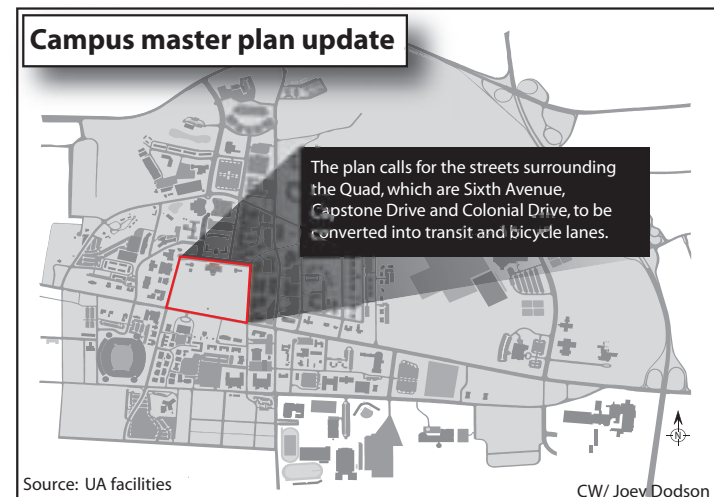 Campus master plan update
The plan calls for the streets surrounding
the Quad, which are Sixth Avenue,
Capstone Drive and Colonial Drive, to be
converted into transit and bicycle lanes.
N
Source: UA facilities
CW/ Joey Dodson